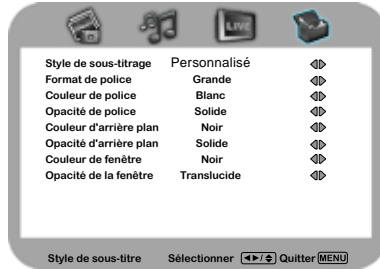 LIVE
Style de sous-titrage Personnalisé
Format de police Grande
Couleur de police Blanc
Opacité de police Solide
Couleur d'arrière plan Noir
Opacité d'arrière plan Solide
Couleur de fenêtre Noir
Opacité de la fenêtre Translucide
Style de sous-titre Sélectionner ◄►/♦ Quitter MENU